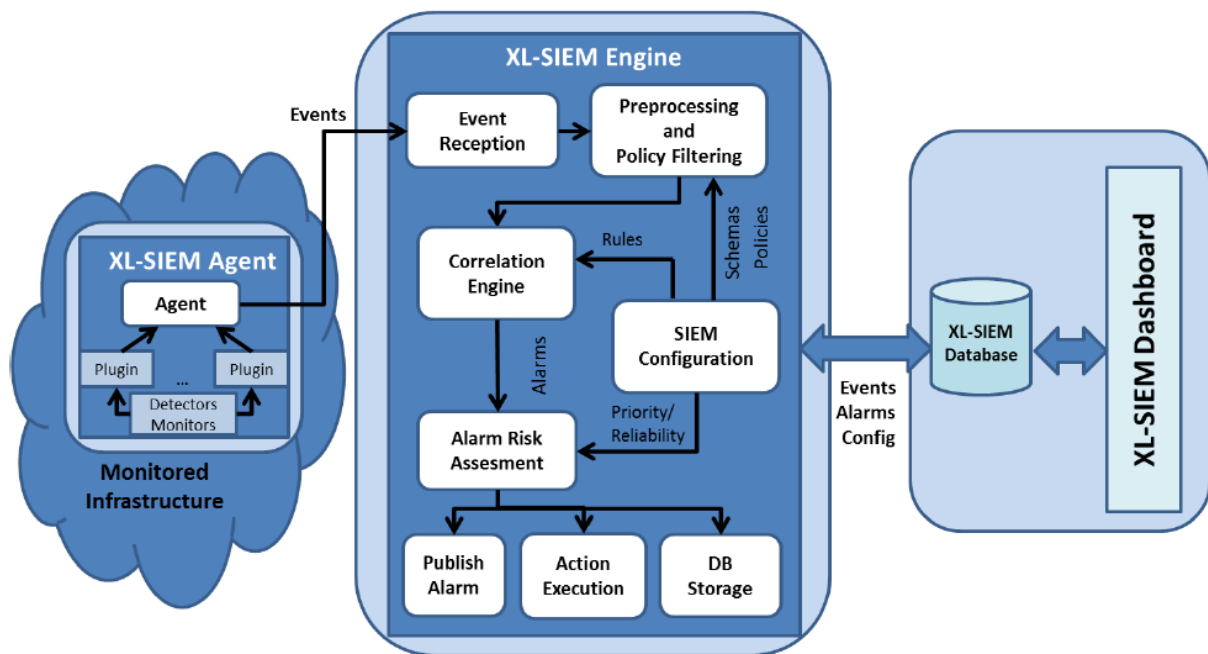 XL-SIEM Engine
Events
Event
Reception
Preprocessing
and
Policy Filtering
XL-SIEM Agent
Agent
Plugin
...
Plugin
Detectors
Monitors
Monitored
Infrastructure
Correlation
Engine
Rules
Schemas
Policies
SIEM
Configuration
Alarms
Priority/
Reliability
Alarm Risk
Assesment
Publish
Alarm
Action
Execution
DB
Storage
Events
Alarms
Config
XL-SIEM
Database
XL-SIEM Dashboard